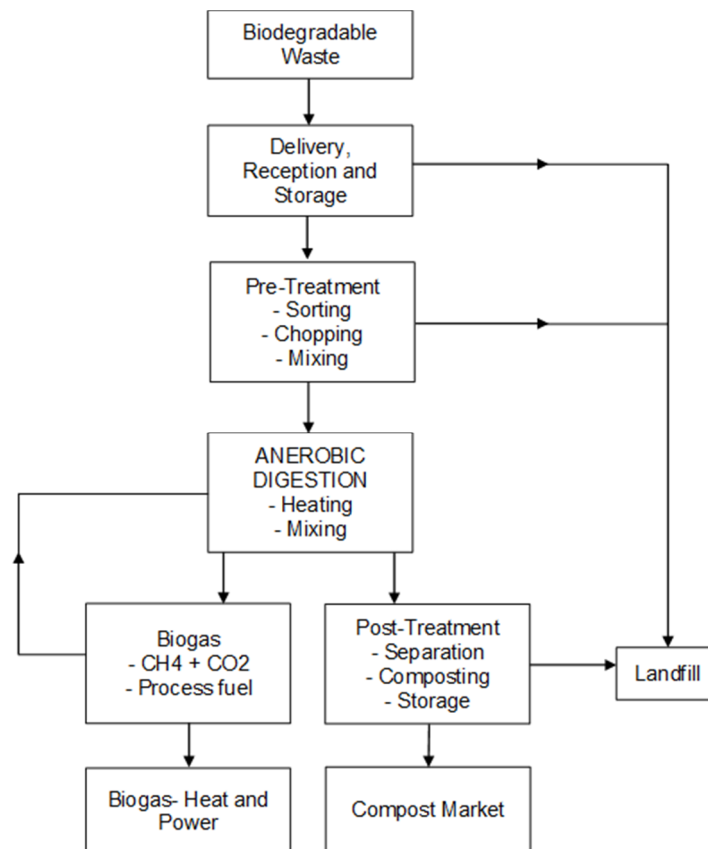 Biodegradable
Waste
Delivery,
Reception and
Storage
Pre-Treatment
- Sorting
- Chopping
- Mixing
ANEROBIC
DIGESTION
- Heating
- Mixing
Biogas
- CH4 + CO2
- Process fuel
Post-Treatment
- Separation
- Composting
- Storage
Landfill
Biogas- Heat and
Power
Compost Market